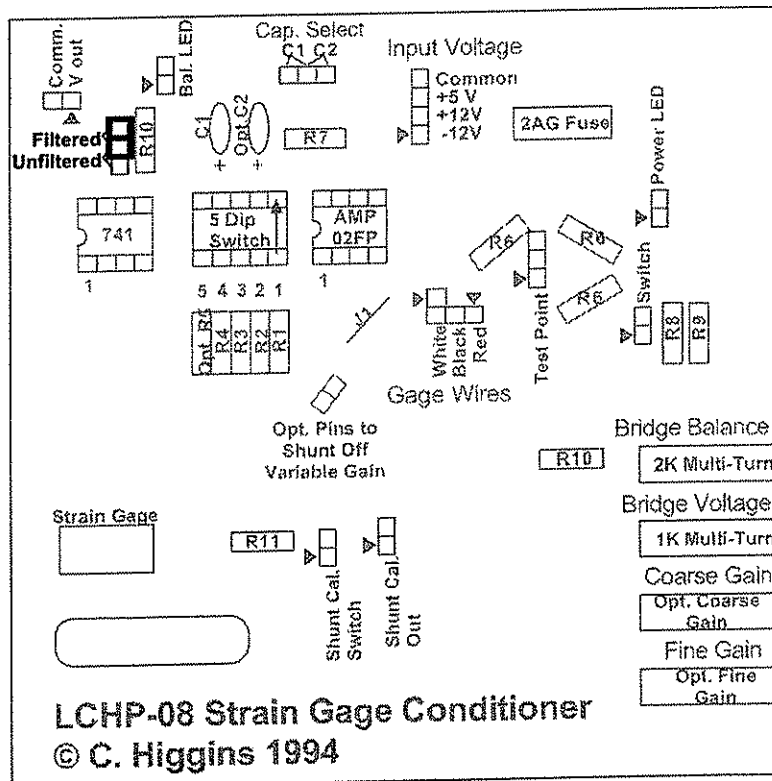 Comm.
V out
Bal. LED
Cap. Select
C1 C2
Input Voltage
Common
+5 V
+12V
-12V
2AG Fuse
Power LED
Filtered
Unfiltered
R10
C1
Opt. C2
+ +
R7
741
1
5 Dip
Switch
AMP
02FP
1
5 4 3 2 1
Opt. R5
R4
R3
R2
R1
J1
White
Black
Red
Gage Wires
R6
R6
R6
Test Point
Switch
R8
R9
Opt. Pins to
Shunt Off
Variable Gain
R10
Bridge Balance
2K Multi-Turn
Bridge Voltage
1K Multi-Turn
Coarse Gain
Opt. Coarse
Gain
Fine Gain
Opt. Fine
Gain
Strain Gage
R11
Shunt Cal.
Switch
Shunt Cal.
Out
LCHP-08 Strain Gage Conditioner
© C. Higgins 1994